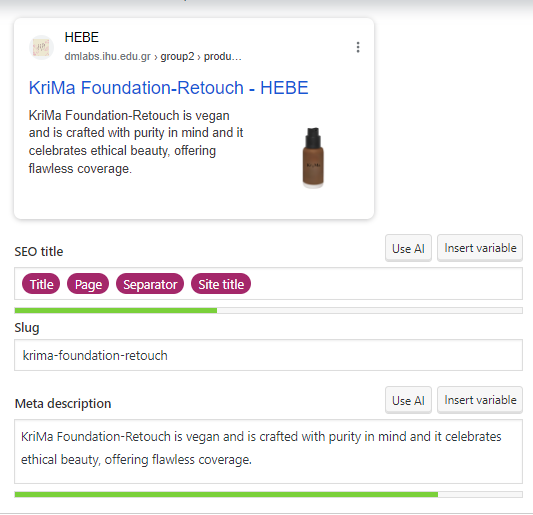 HEBE
dmlabs.ihu.edu.gr › group2 › produ…
KriMa Foundation-Retouch - HEBE
KriMa Foundation-Retouch is vegan
and is crafted with purity in mind and it
celebrates ethical beauty, offering
flawless coverage.
SEO title
Use AI
Insert variable
Title Page Separator Site title
Slug
krima-foundation-retouch
Meta description
Use AI
Insert variable
KriMa Foundation-Retouch is vegan and is crafted with purity in mind and it celebrates
ethical beauty, offering flawless coverage.